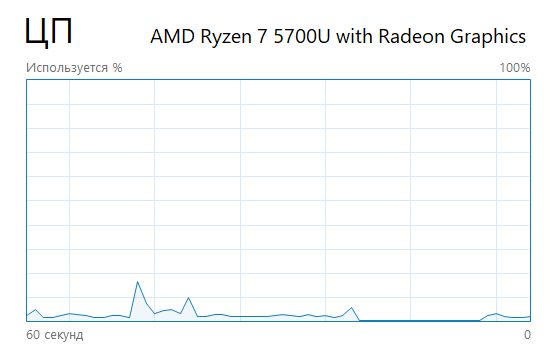 ЦП AMD Ryzen 7 5700U with Radeon Graphics
Используется % 100%
60 секунд 0